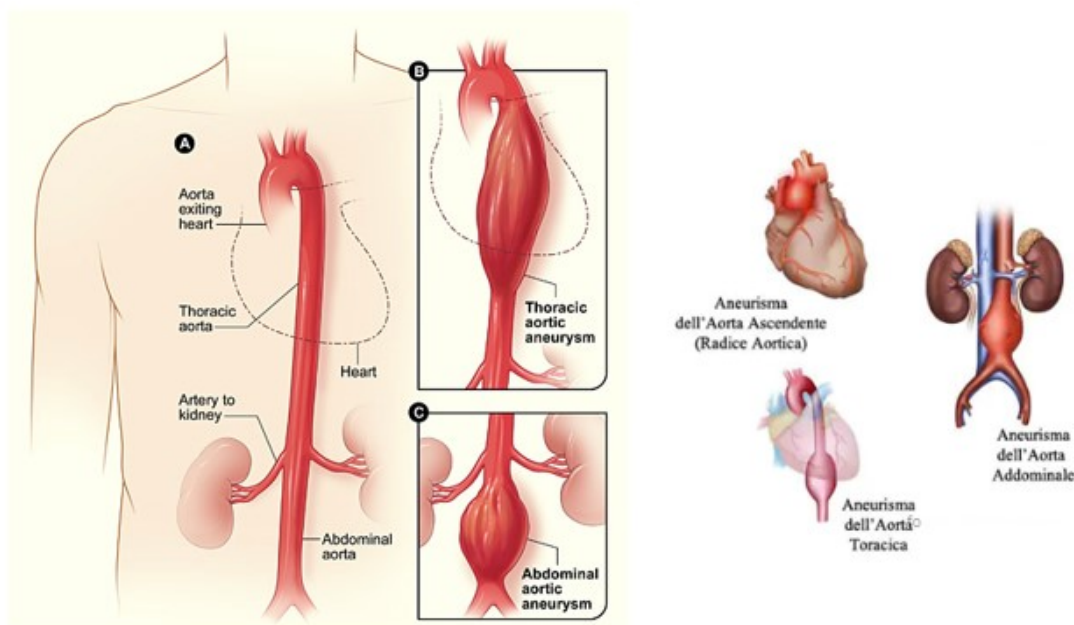 A
Aorta
exiting
heart
Thoracic
aorta
Heart
Artery to
kidney
Abdominal
aorta
B
Thoracic
aortic
aneurysm
C
Abdominal
aortic
aneurysm
Aneurisma
dell'Aorta Ascendente
(Radice Aortica)
Aneurisma
dell'Aorta
Toracica
Aneurisma
dell'Aorta
Addominale